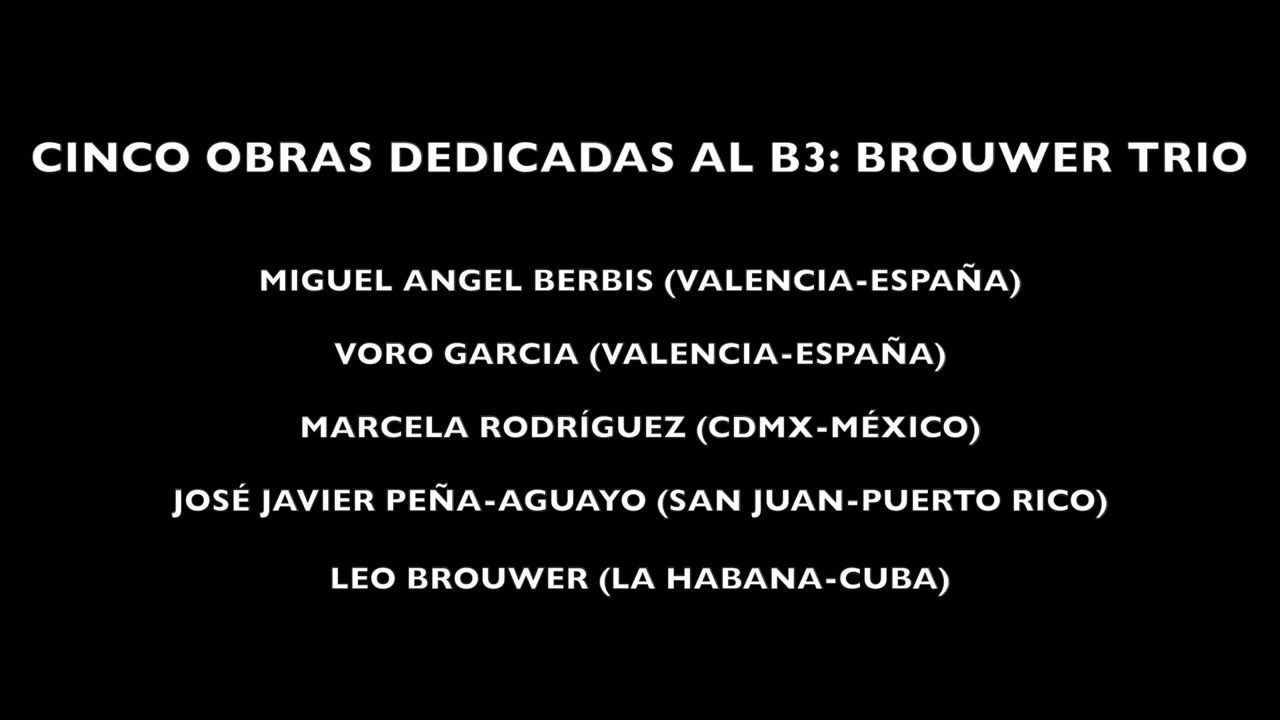 CINCO OBRAS DEDICADAS AL B3: BROUWER TRIO
MIGUEL ANGEL BERBIS (VALENCIA-ESPAÑA)
VORO GARCIA (VALENCIA-ESPAÑA)
MARCELA RODRÍGUEZ (CDMX-MÉXICO)
JOSÉ JAVIER PEÑA-AGUAYO (SAN JUAN-PUERTO RICO)
LEO BROUWER (LA HABANA-CUBA)